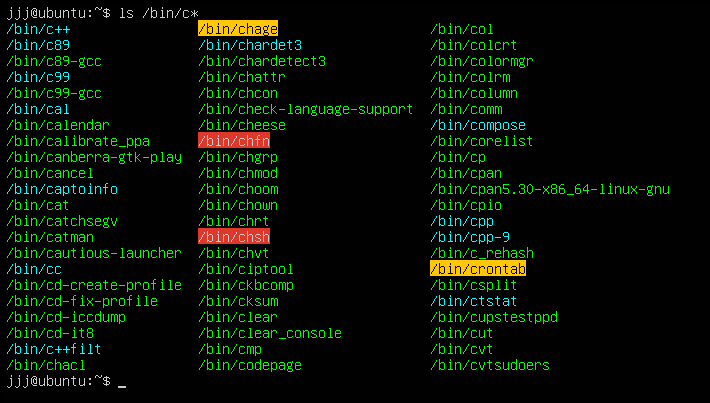 jjj@ubuntu:~$ ls /bin/c*
/bin/c++ /bin/chage /bin/col
/bin/c89 /bin/chardet3 /bin/colcrt
/bin/c89-gcc /bin/chardetect3 /bin/colormgr
/bin/c99 /bin/chattr /bin/colrm
/bin/c99-gcc /bin/chcon /bin/column
/bin/cal /bin/check-language-support /bin/comm
/bin/calendar /bin/cheese /bin/compose
/bin/calibrate_ppa /bin/chfn /bin/corelist
/bin/canberra-gtk-play /bin/chgrp /bin/cp
/bin/cancel /bin/chmod /bin/cpan
/bin/captoinfo /bin/choom /bin/cpan5.30-x86_64-linux-gnu
/bin/cat /bin/chown /bin/cpio
/bin/catchsegv /bin/chrt /bin/cpp
/bin/catman /bin/chsh /bin/cpp-9
/bin/cautious-launcher /bin/chvt /bin/c_rehash
/bin/cc /bin/ciptool /bin/crontab
/bin/cd-create-profile /bin/ckbcomp /bin/csplit
/bin/cd-fix-profile /bin/cksum /bin/ctstat
/bin/cd-iccdump /bin/clear /bin/cupstestppd
/bin/cd-it8 /bin/clear_console /bin/cut
/bin/c++filt /bin/cmp /bin/cvt
/bin/chacl /bin/codepage /bin/cvtsudoers
jjj@ubuntu:~$ _